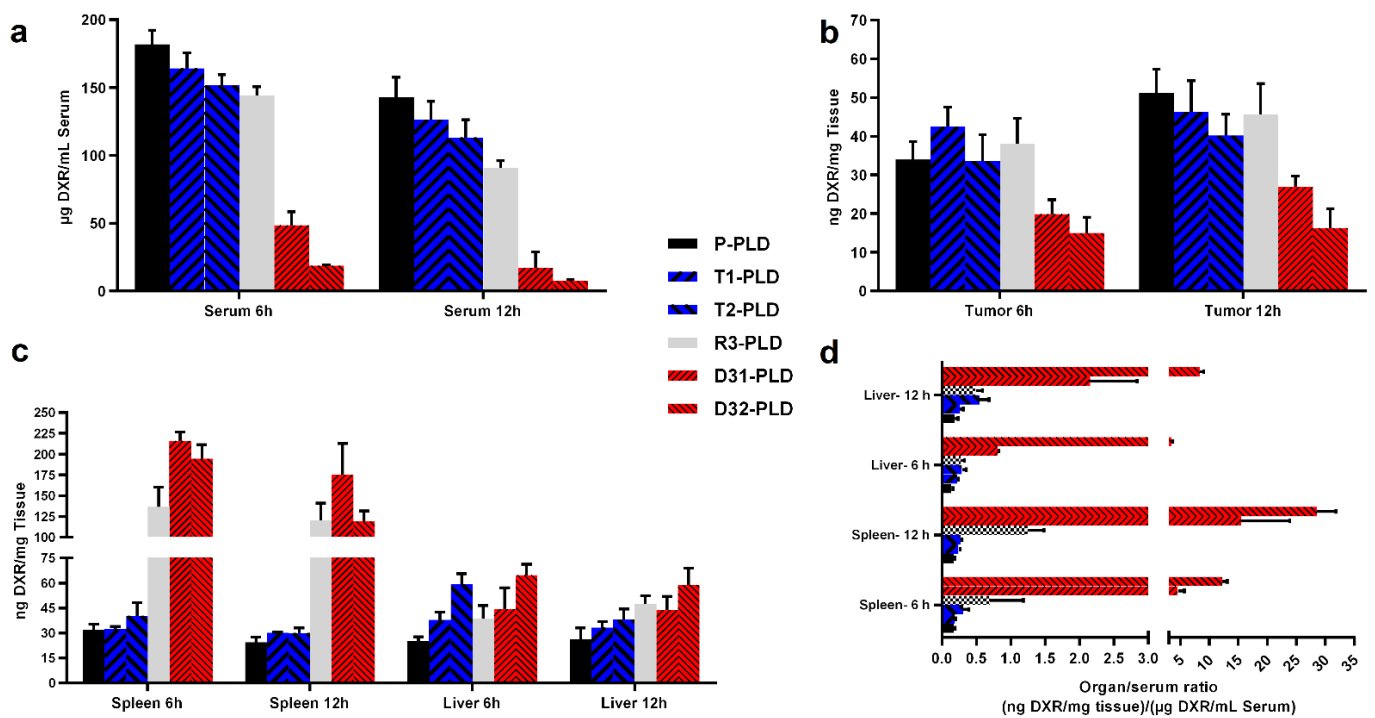 a
200
150
100
50
0
µg DXR/mL Serum
Serum 6h
Serum 12h
b
70
60
50
40
30
20
10
0
ng DXR/mg Tissue
Tumor 6h
Tumor 12h
P-PLD
T1-PLD
T2-PLD
R3-PLD
D31-PLD
D32-PLD
c
250
225
200
175
150
125
100
75
60
45
30
15
0
ng DXR/mg Tissue
Spleen 6h
Spleen 12h
Liver 6h
Liver 12h
d
Liver- 12 h
Liver- 6 h
Spleen- 12 h
Spleen- 6 h
0.0 0.5 1.0 1.5 2.0 2.5 3.0 5 10 15 20 25 30 35
Organ/serum ratio
(ng DXR/mg tissue)/(µg DXR/mL Serum)